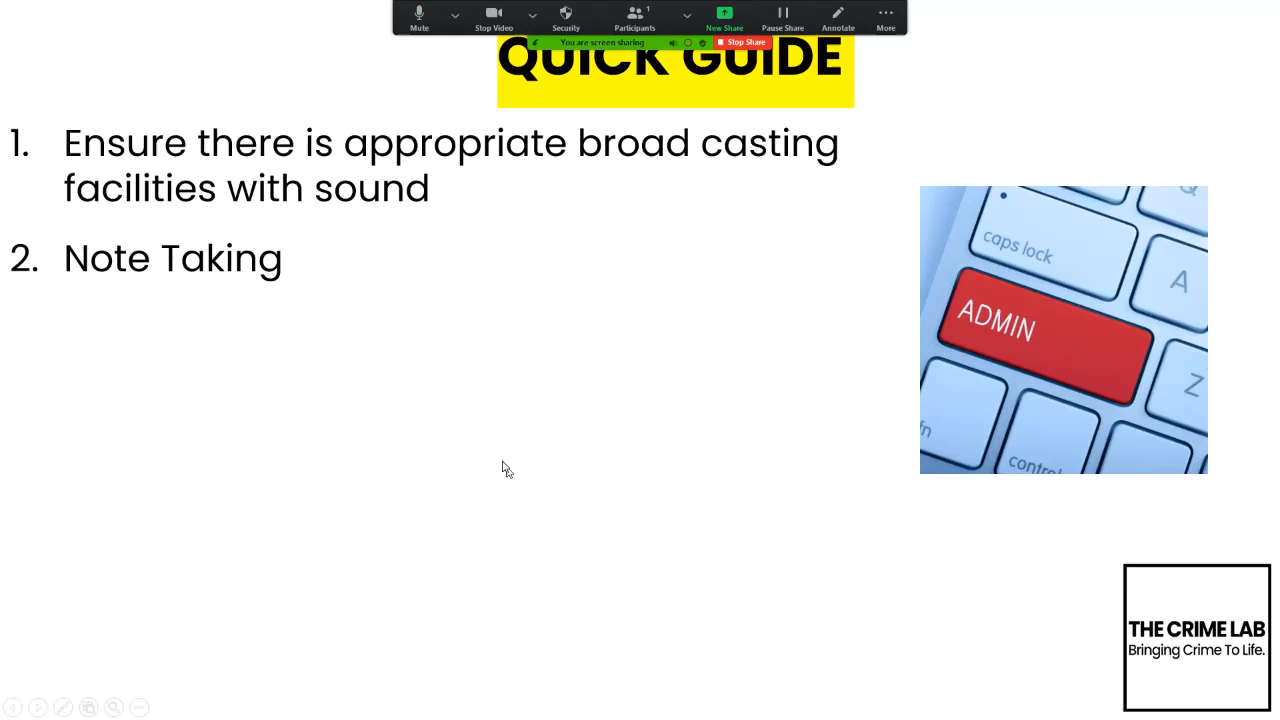 Mute
Stop Video
Security
1
Participants
New Share
Pause Share
Annotate
More
You are screen sharing
Stop Share
QUICK GUIDE
1. Ensure there is appropriate broad casting
facilities with sound
2. Note Taking
Q
caps lock
A
ADMIN
Z
fn
control
THE CRIME LAB
Bringing Crime To Life.